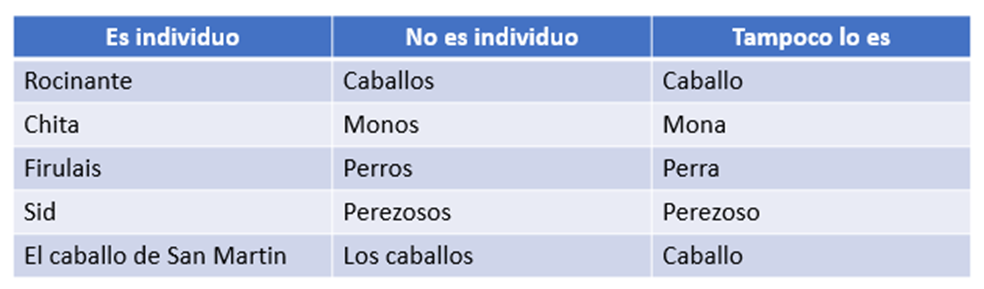 Es individuo No es individuo Tampoco lo es
Rocinante Caballos Caballo
Chita Monos Mona
Firulais Perros Perra
Sid Perezosos Perezoso
El caballo de San Martin Los caballos Caballo